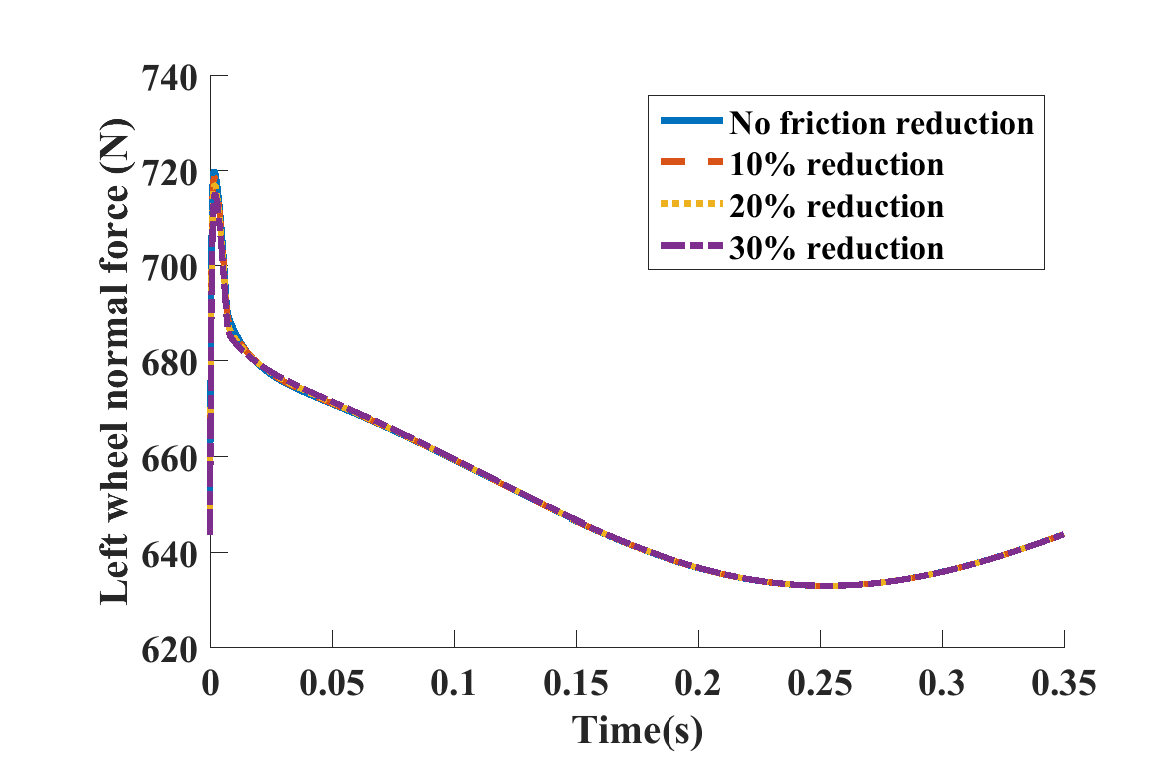 740
720
700
680
660
640
620
Left wheel normal force (N)
No friction reduction
10% reduction
20% reduction
30% reduction
0
0.05
0.1
0.15
0.2
0.25
0.3
0.35
Time(s)